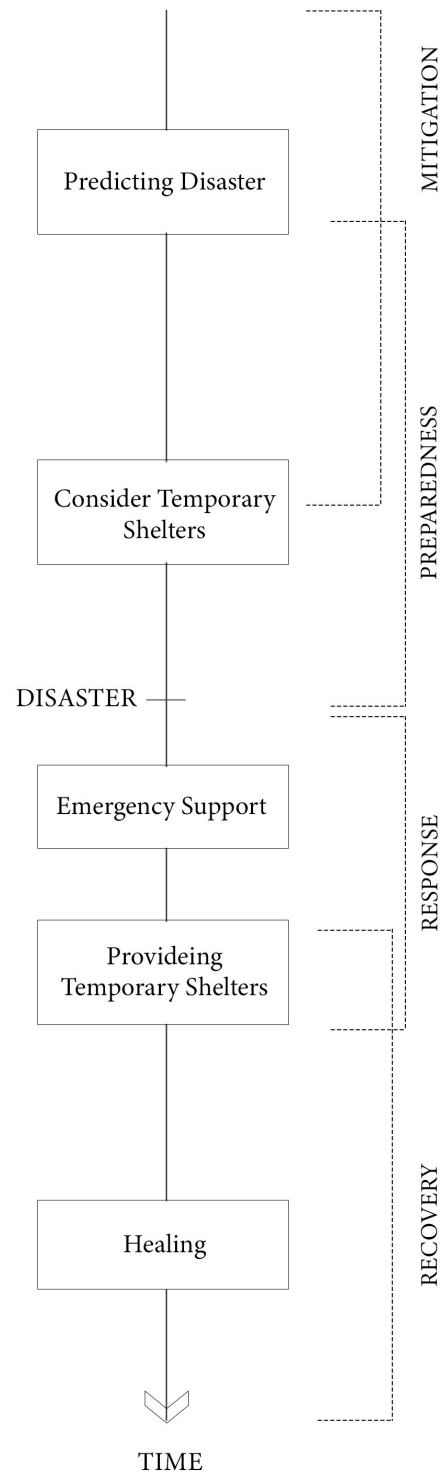 MITIGATION
Predicting Disaster
PREPAREDNESS
Consider Temporary
Shelters
DISASTER
Emergency Support
RESPONSE
Provideing
Temporary Shelters
RECOVERY
Healing
TIME